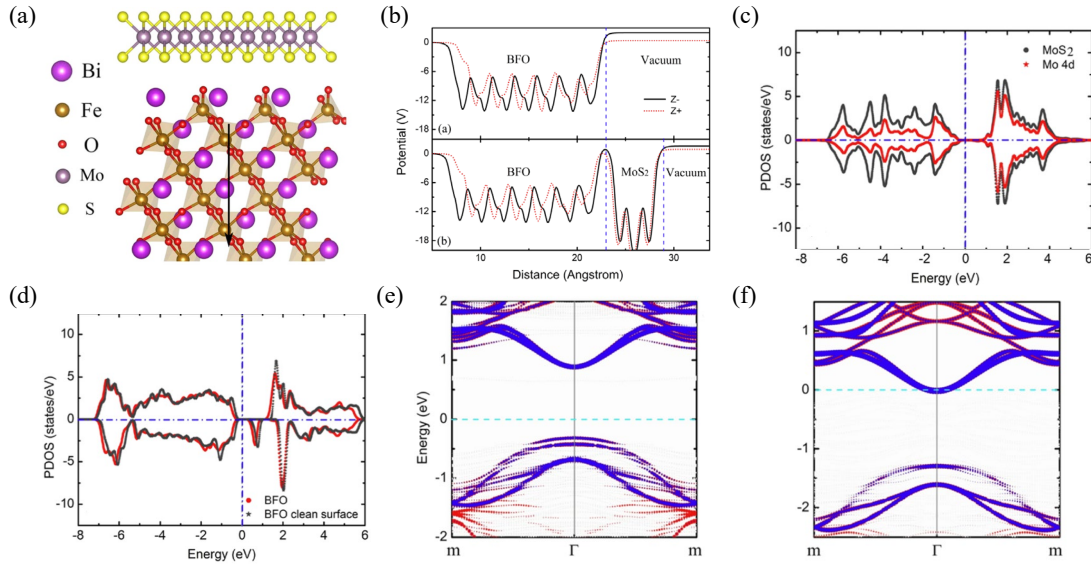 (a)
Bi
Fe
O
Mo
S
(b)
Potential (V)
0
-6
-12
-18
BFO
Vacuum
Z-
Z+
(a)
0
-6
-12
-18
BFO
MoS2
Vacuum
(b)
10
20
30
Distance (Angstrom)
(c)
PDOS (states/eV)
10
5
0
-5
-10
MoS2
Mo 4d
-8 -6 -4 -2 0 2 4 6
Energy (eV)
(d)
PDOS (states/eV)
10
5
0
-5
-10
BFO
BFO clean surface
-8 -6 -4 -2 0 2 4 6
Energy (eV)
(e)
Energy (eV)
2
1
0
-1
-2
m Γ m
(f)
1
0
-1
-2
m Γ m